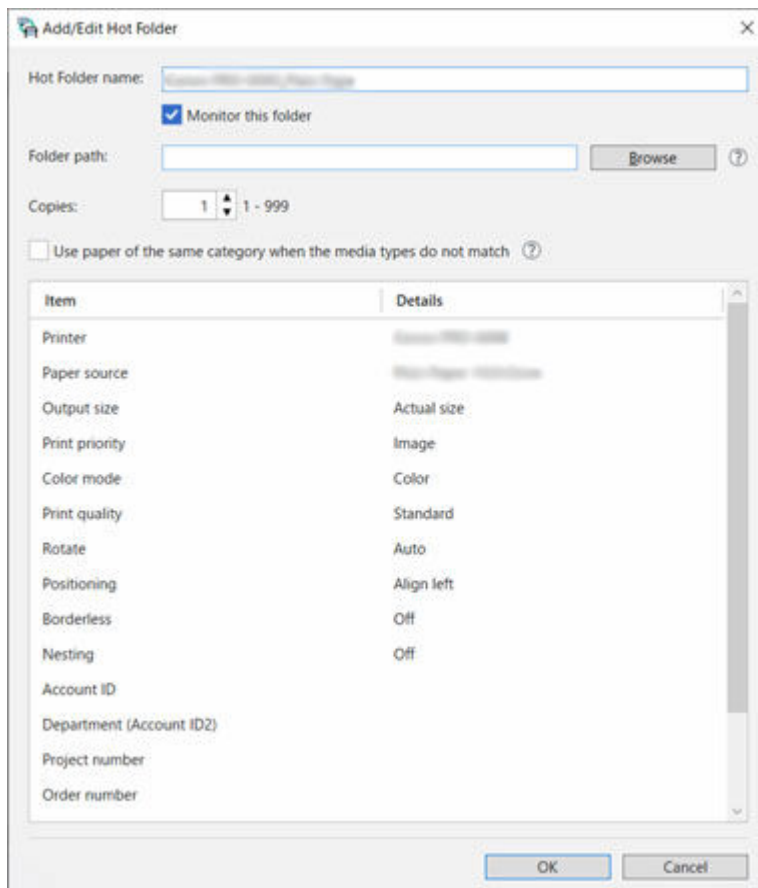 Add/Edit Hot Folder
Hot Folder name:
Monitor this folder
Folder path: Browse ?
Copies: 1 1 - 999
Use paper of the same category when the media types do not match ?
Item Details
Printer
Paper source
Output size Actual size
Print priority Image
Color mode Color
Print quality Standard
Rotate Auto
Positioning Align left
Borderless Off
Nesting Off
Account ID
Department (Account ID2)
Project number
Order number
OK Cancel